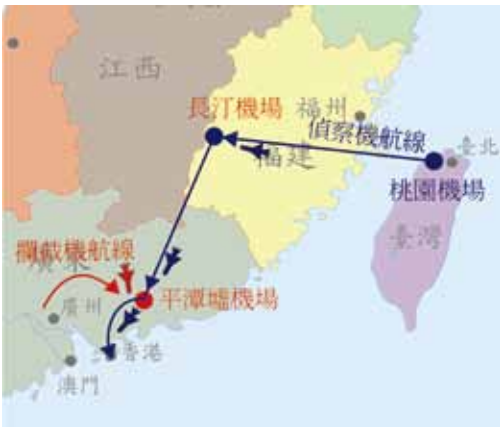 江西
長汀機場
福州
偵察機航線
福建
臺北
桃園機場
臺灣
攔截機航線
廣東
平潭墟機場
廣州
香港
澳門